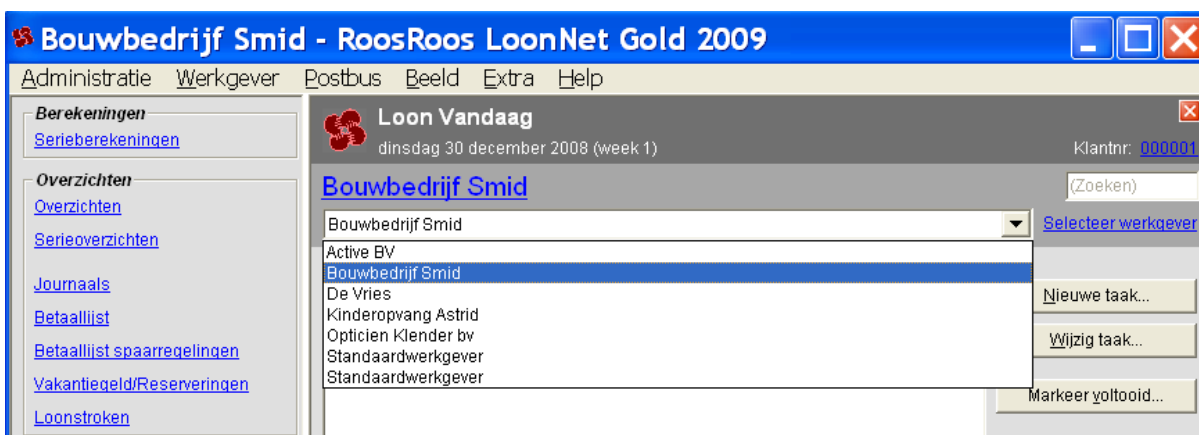 Bouwbedrijf Smid - RoosRoos LoonNet Gold 2009
Administratie Werkgever Postbus Beeld Extra Help
Berekeningen
Serieberekeningen
Overzichten
Overzichten
Serieoverzichten
Journaals
Betaallijst
Betaallijst spaarregelingen
Vakantiegeld/Reserveringen
Loonstroken
Loon Vandaag
dinsdag 30 december 2008 (week 1)
Klantnr: 000001
Bouwbedrijf Smid
(Zoeken)
Bouwbedrijf Smid
Selecteer werkgever
Active BV
Bouwbedrijf Smid
De Vries
Kinderopvang Astrid
Opticien Klender bv
Standaardwerkgever
Standaardwerkgever
Nieuwe taak...
Wijzig taak...
Markeer voltooid...